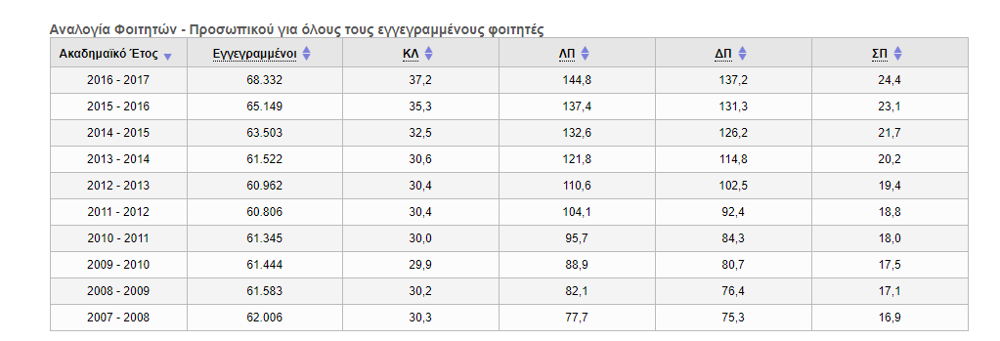 Αναλογία Φοιτητών - Προσωπικού για όλους τους εγγεγραμμένους φοιτητές
Ακαδημαϊκό Έτος Εγγεγραμμένοι ΚΛ ΛΠ ΔΠ ΣΠ
2016 - 2017 68.332 37,2 144,8 137,2 24,4
2015 - 2016 65.149 35,3 137,4 131,3 23,1
2014 - 2015 63.503 32,5 132,6 126,2 21,7
2013 - 2014 61.522 30,6 121,8 114,8 20,2
2012 - 2013 60.962 30,4 110,6 102,5 19,4
2011 - 2012 60.806 30,4 104,1 92,4 18,8
2010 - 2011 61.345 30,0 95,7 84,3 18,0
2009 - 2010 61.444 29,9 88,9 80,7 17,5
2008 - 2009 61.583 30,2 82,1 76,4 17,1
2007 - 2008 62.006 30,3 77,7 75,3 16,9